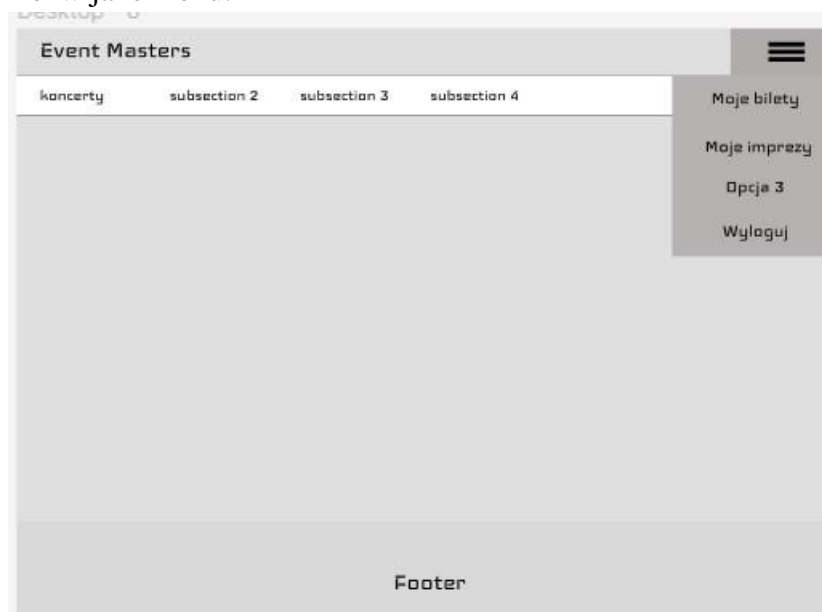 Event Masters
koncerty subsection 2 subsection 3 subsection 4
Moje bilety
Moje imprezy
Opcja 3
Wyloguj
Footer